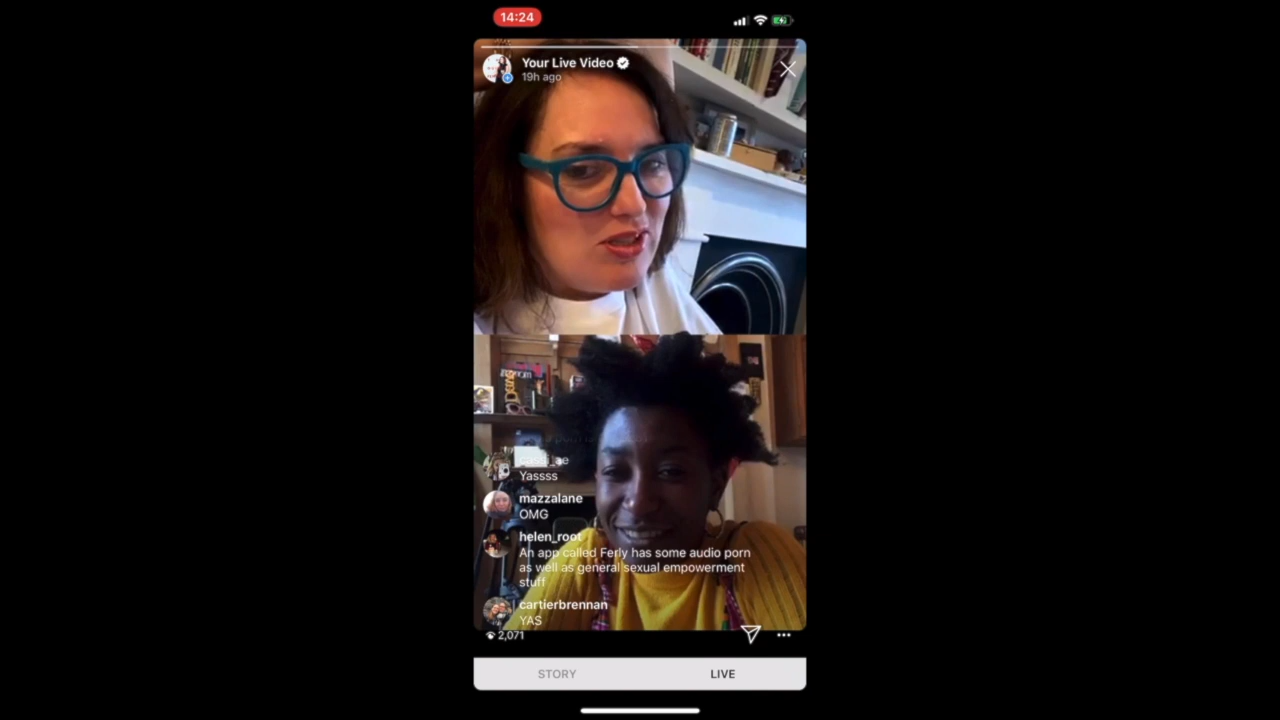 14:24
Your Live Video
19h ago
Yassss
mazzalane
OMG
helen_root
An app called Ferly has some audio porn
as well as general sexual empowerment
stuff
cartierbrennan
YAS
2,071
STORY
LIVE